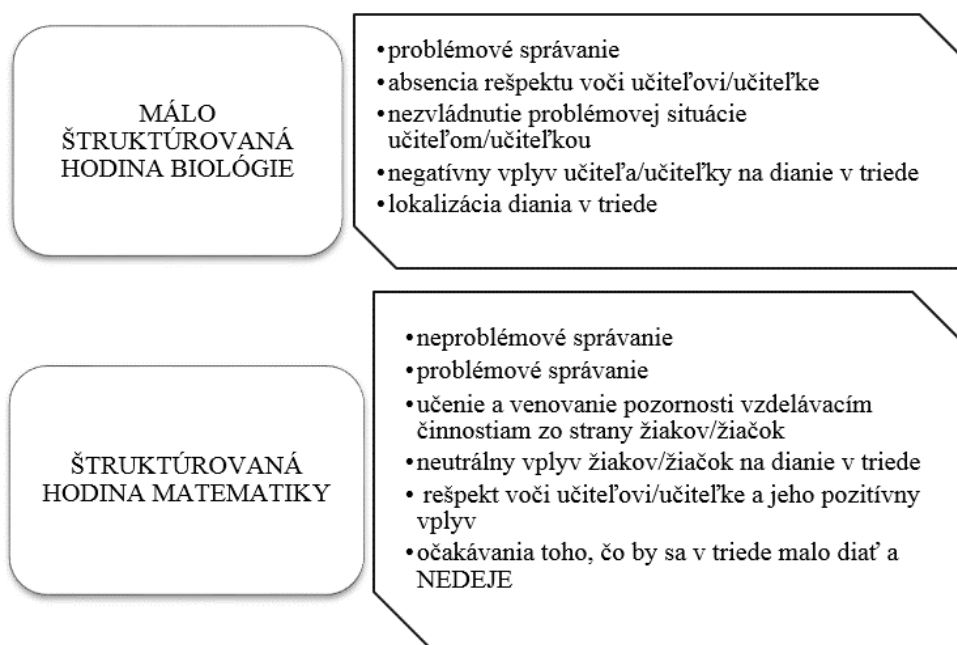 MÁLO
ŠTRUKTÚROVANÁ
HODINA BIOLÓGIE
•problémové správanie
•absencia rešpektu voči učiteľovi/učiteľke
•nezvládnutie problémovej situácie
učiteľom/učiteľkou
•negatívny vplyv učiteľa/učiteľky na dianie v triede
•lokalizácia diania v triede
ŠTRUKTÚROVANÁ
HODINA MATEMATIKY
•neproblémové správanie
•problémové správanie
•učenie a venovanie pozornosti vzdelávacím
činnostiam zo strany žiakov/žiačok
•neutrálny vplyv žiakov/žiačok na dianie v triede
• rešpekt voči učiteľovi/učiteľke a jeho pozitívny
vplyv
•očakávania toho, čo by sa v triede malo diať a
NEDEJE